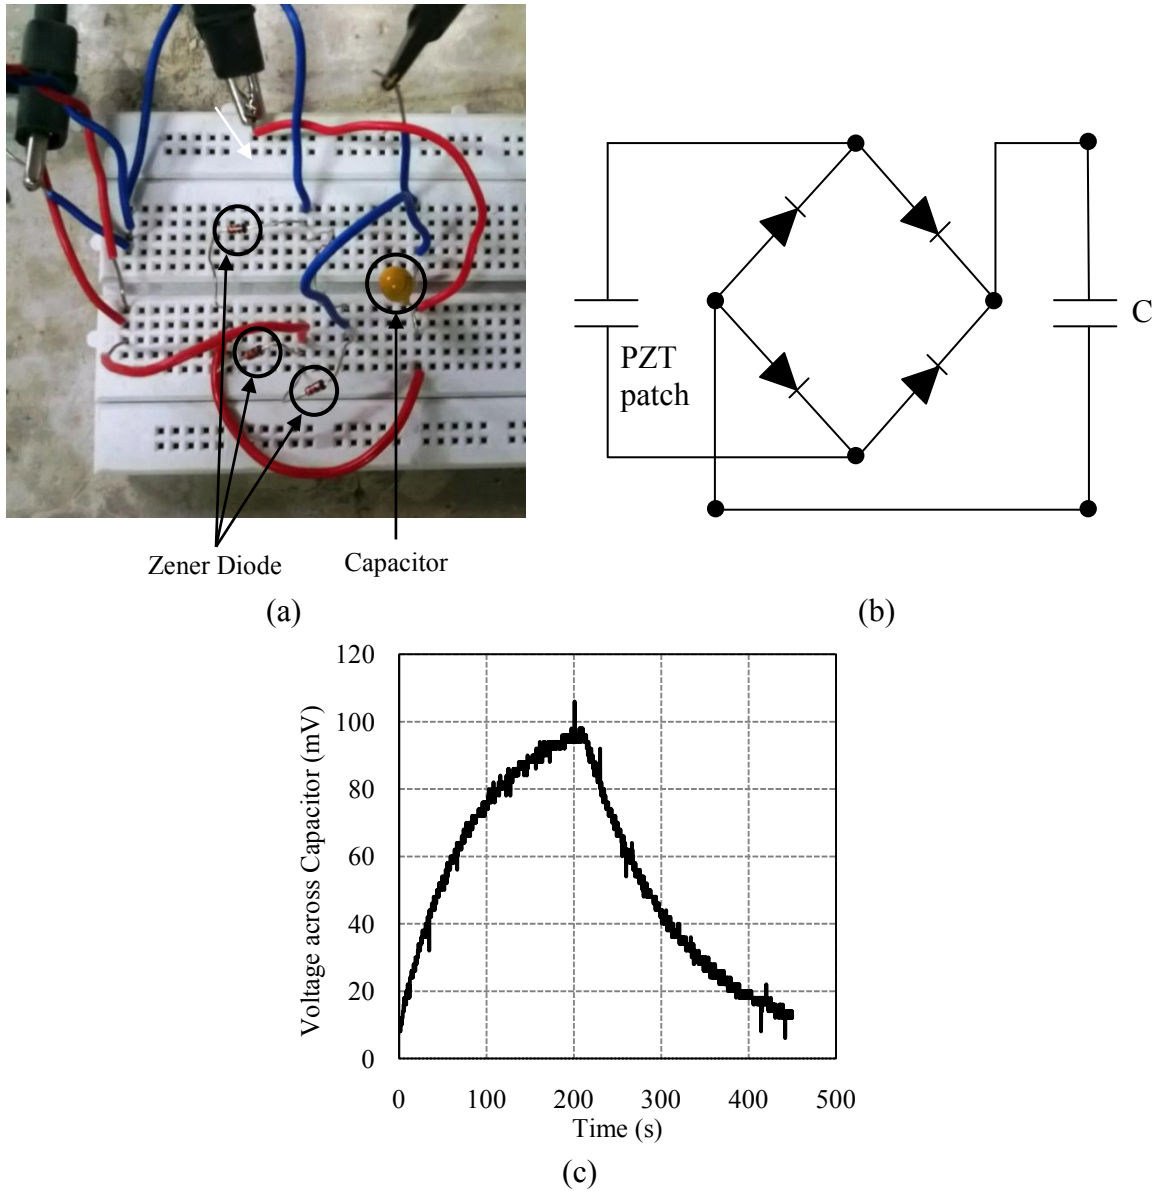 PZT
patch
C
Zener Diode
Capacitor
(a)
(b)
Voltage across Capacitor (mV)
120
100
80
60
40
20
0
0 100 200 300 400 500
Time (s)
(c)